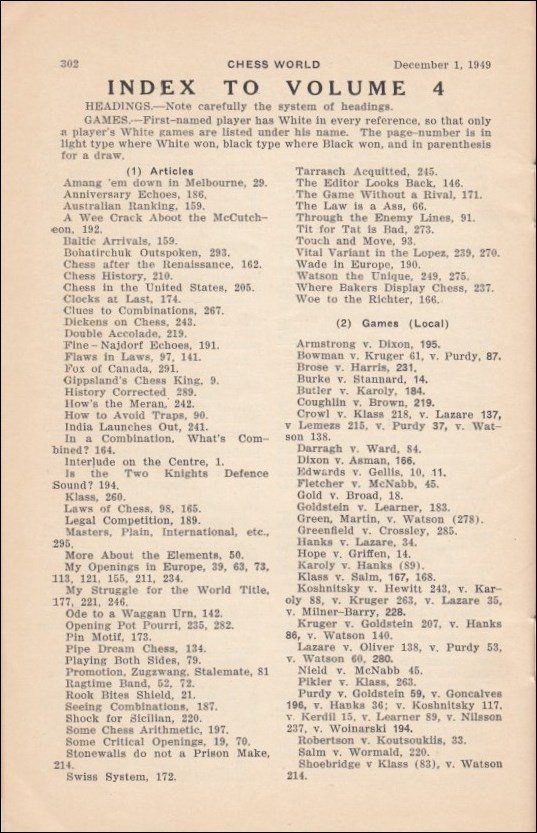 302 CHESS WORLD December 1, 1949
INDEX TO VOLUME 4
HEADINGS.—Note carefully the system of headings.
GAMES.—First-named player has White in every reference, so that only
a player's White games are listed under his name. The page-number is in
light type where White won, black type where Black won, and in parenthesis
for a draw.
(1) Articles
Amang 'em down in Melbourne, 29.
Anniversary Echoes, 186.
Australian Ranking, 159.
A Wee Crack Aboot the McCutch-
eon, 192.
Baltic Arrivals, 159.
Bohatirchuk Outspoken, 293.
Chess after the Renaissance, 162.
Chess History, 210.
Chess in the United States, 205.
Clocks at Last, 174.
Clues to Combinations, 267.
Dickens on Chess, 243.
Double Accolade, 219.
Fine-Najdorf Echoes, 191.
Flaws in Laws, 97, 141.
Fox of Canada, 291.
Gippsland's Chess King, 9.
History Corrected 289.
How's the Meran, 242.
How to Avoid Traps, 90.
India Launches Out, 241.
In a Combination, What's Com-
bined? 164.
Interlude on the Centre, 1.
Is the Two Knights Defence
Sound? 194.
Klass, 260.
Laws of Chess, 98, 165.
Legal Competition, 189.
Masters, Plain, International, etc.,
295.
More About the Elements, 50.
My Openings in Europe, 39, 63, 73,
113, 121, 155, 211, 234.
My Struggle for the World Title,
177, 221, 246.
Ode to a Waggan Urn, 142.
Opening Pot Pourri, 235, 282.
Pin Motif, 173.
Pipe Dream Chess, 134.
Playing Both Sides, 79.
Promotion, Zugzwang, Stalemate, 81
Ragtime Band, 52, 72.
Rook Bites Shield, 21.
Seeing Combinations, 187.
Shock for Sicilian, 220.
Some Chess Arithmetic, 197.
Some Critical Openings, 19, 70.
Stonewalls do not a Prison Make,
214.
Swiss System, 172.
Tarrasch Acquitted, 245.
The Editor Looks Back, 146.
The Game Without a Rival, 171.
The Law is a Ass, 66.
Through the Enemy Lines, 91.
Tit for Tat is Bad, 273.
Touch and Move, 93.
Vital Variant in the Lopez, 239, 270.
Wade in Europe, 190.
Watson the Unique, 249, 275.
Where Bakers Display Chess, 237.
Woe to the Richter, 166.
(2) Games (Local)
Armstrong v. Dixon, 195.
Bowman v. Kruger 61, v. Purdy, 87.
Brose v. Harris, 231.
Burke v. Stannard, 14.
Butler v. Karoly, 184.
Coughlin v. Brown, 219.
Crowl v. Klass 218, v. Lazare 137,
v Lemezs 215, v. Purdy 37, v. Wat-
son 138.
Darragh v. Ward, 84.
Dixon v. Asman, 166.
Edwards v. Gellis, 10, 11.
Fletcher v. McNabb, 45.
Gold v. Broad, 18.
Goldstein v. Learner, 183.
Green, Martin, v. Watson (278).
Greenfield v. Crossley, 285.
Hanks v. Lazare, 34.
Hope v. Griffen, 14.
Karoly v. Hanks (89).
Klass v. Salm, 167, 168.
Koshnitsky v. Hewitt 243, v. Kar-
oly 88, v. Kruger 263, v. Lazare 35,
v. Milner-Barry, 228.
Kruger v. Goldstein 207, v. Hanks
86, v. Watson 140.
Lazare v. Oliver 138, v. Purdy 53,
v. Watson 60, 280.
Nield v. McNabb 45.
Pikler v. Klass, 263.
Purdy v. Goldstein 59, v. Goncalves
196, v. Hanks 36; v. Koshnitsky 117,
v. Kerdil 15, v. Learner 89, v. Nilsson
237, v. Woinarski 194.
Robertson v. Koutsouklis, 33.
Salm v. Wormald, 220.
Shoebridge v Klass (83), v. Watson
214.